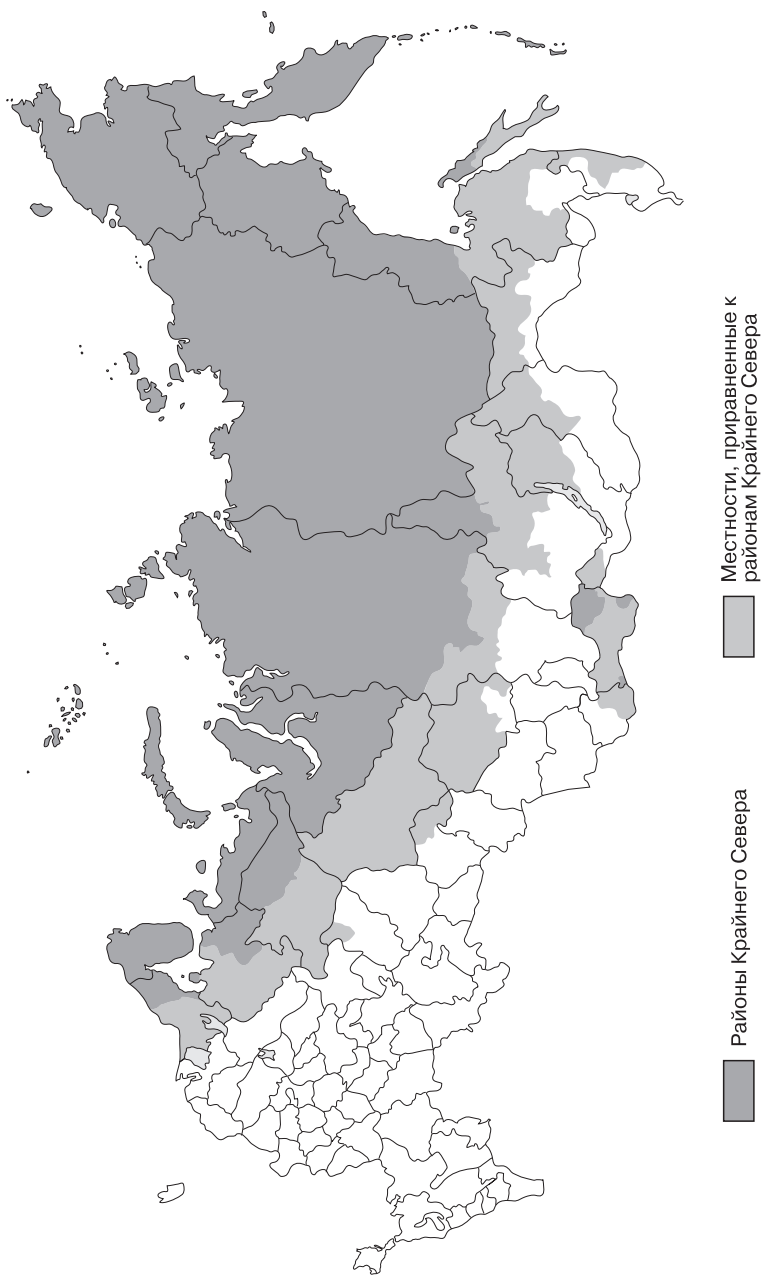 Районы Крайнего Севера
Местности, приравненные к
районам Крайнего Севера